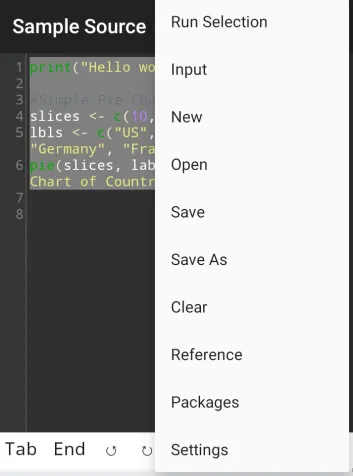 Sample Source
1 print("Hello wo
2
3 #Simple Pie Cha
4 slices <- c(10,
5 lbls <- c("US",
"Germany", "Fra
6 pie(slices, lab
Chart of Countr
7
8
Run Selection
Input
New
Open
Save
Save As
Clear
Reference
Packages
Settings
Tab End ↺ ↻